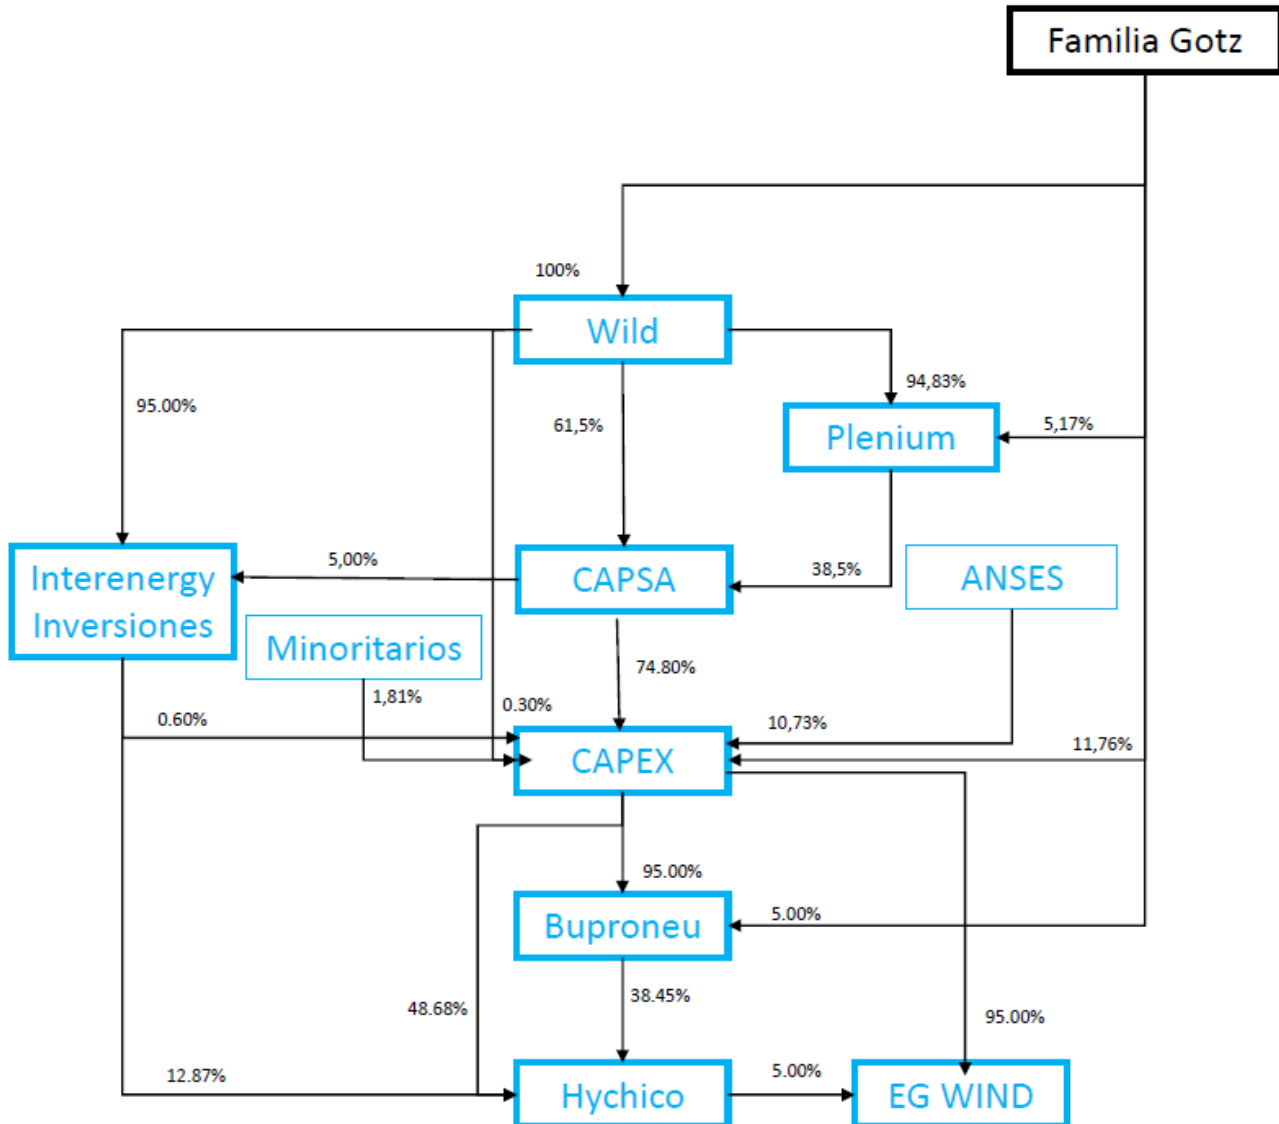 Familia Gotz
100%
Wild
94,83%
95.00%
61,5%
Plenium
5,17%
Interenergy
Inversiones
5,00%
CAPSA
38,5%
ANSES
Minoritarios
74.80%
1,81%
0.30%
0.60%
10,73%
11,76%
CAPEX
95.00%
Buproneu
5.00%
48.68%
38.45%
95.00%
12.87%
Hychico
5.00%
EG WIND